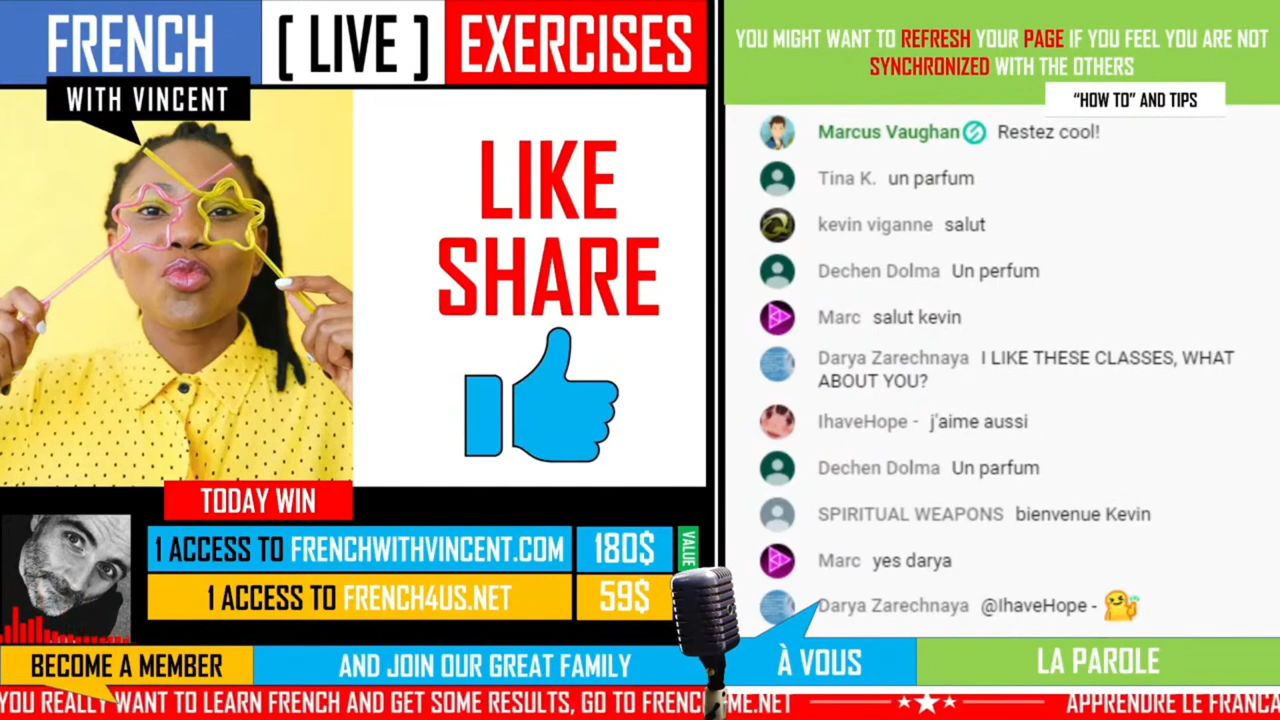 FRENCH
[ LIVE ]
EXERCISES
WITH VINCENT
LIKE
SHARE
TODAY WIN
1 ACCESS TO FRENCHWITHVINCENT.COM
180$
VALUE
1 ACCESS TO FRENCH4US.NET
59$
BECOME A MEMBER
AND JOIN OUR GREAT FAMILY
YOU MIGHT WANT TO REFRESH YOUR PAGE IF YOU FEEL YOU ARE NOT
SYNCHRONIZED WITH THE OTHERS
“HOW TO” AND TIPS
Marcus Vaughan Restez cool!
Tina K. un parfum
kevin viganne salut
Dechen Dolma Un perfum
Marc salut kevin
Darya Zarechnaya I LIKE THESE CLASSES, WHAT
ABOUT YOU?
IhaveHope - j'aime aussi
Dechen Dolma Un parfum
SPIRITUAL WEAPONS bienvenue Kevin
Marc yes darya
Darya Zarechnaya @IhaveHope -
À VOUS
LA PAROLE
YOU REALLY WANT TO LEARN FRENCH AND GET SOME RESULTS, GO TO FRENC ME.NET
APPRENDRE LE FRANCA